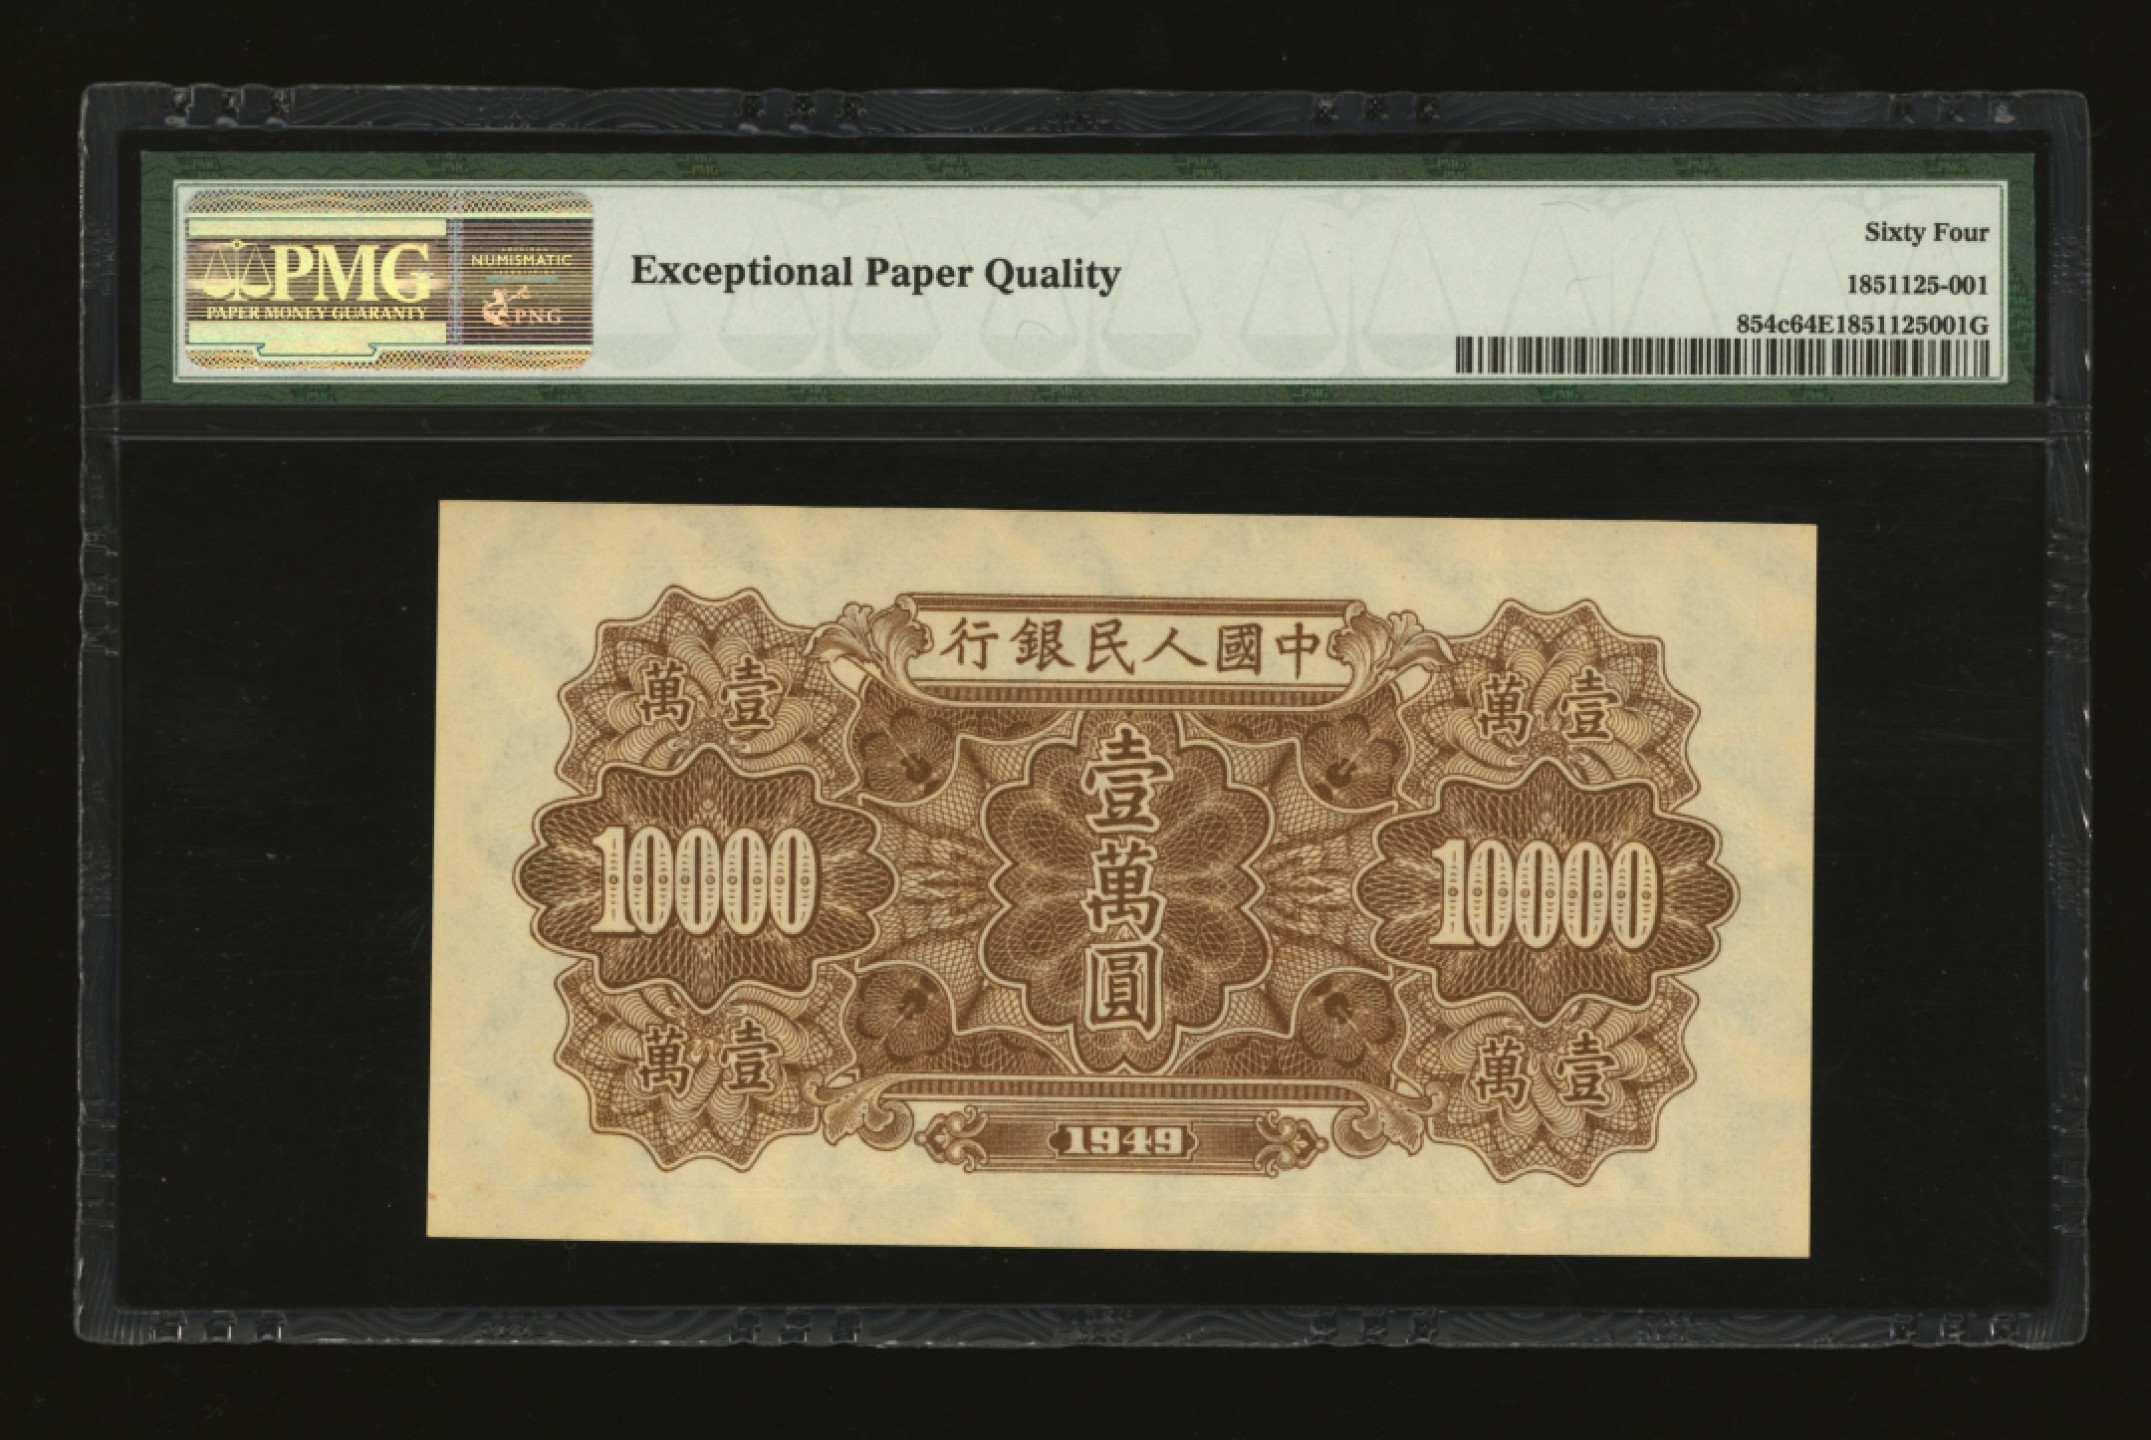 PMG
PAPER MONEY GUARANTY
NUMISMATIC
PNG
Exceptional Paper Quality
Sixty Four
1851125-001
854c64E1851125001G
行銀民人國中
萬壹
萬壹
10000
壹
萬
圓
10000
萬壹
萬壹
1949